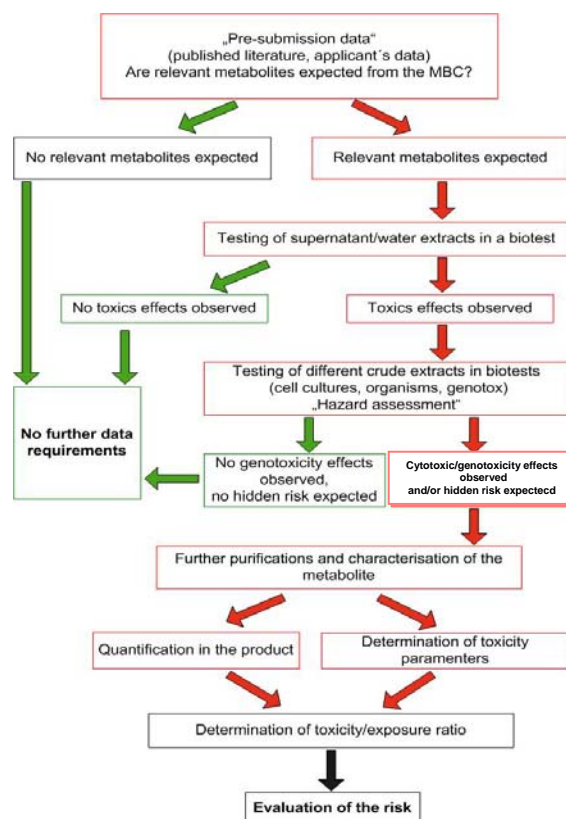 „Pre-submission data“
(published literature, applicant´s data)
Are relevant metabolites expected from the MBC?
No relevant metabolites expected
Relevant metabolites expected
Testing of supernatant/water extracts in a biotest
No toxics effects observed
Toxics effects observed
Testing of different crude extracts in biotests
(cell cultures, organisms, genotox)
„Hazard assessment“
No further data
requirements
No genotoxicity effects
observed,
no hidden risk expected
Cytotoxic/genotoxicity effects
observed
and/or hidden risk expectecd
Further purifications and characterisation of the
metabolite
Quantification in the product
Determination of toxicity
paramenters
Determination of toxicity/exposure ratio
Evaluation of the risk